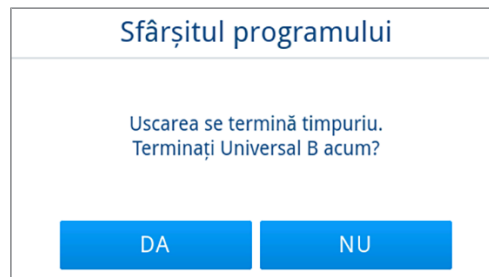 Sfârșitul programului
Uscarea se termină timpuriu.
Terminați Universal B acum?
DA
NU